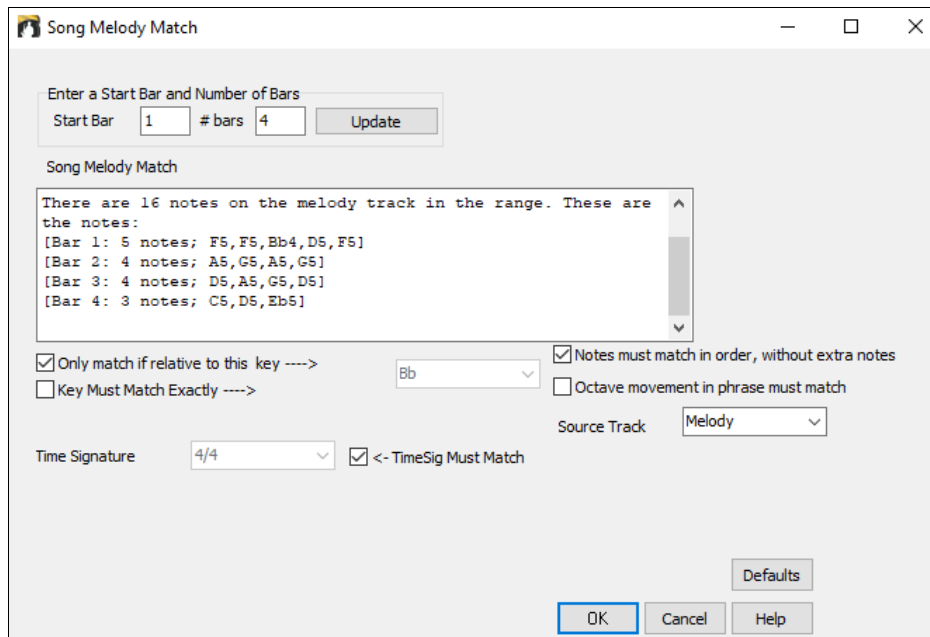 Song Melody Match
Enter a Start Bar and Number of Bars
Start Bar 1 # bars 4 Update
Song Melody Match
There are 16 notes on the melody track in the range. These are
the notes:
[Bar 1: 5 notes; F5,F5,Bb4,D5,F5]
[Bar 2: 4 notes; A5,G5,A5,G5]
[Bar 3: 4 notes; D5,A5,G5,D5]
[Bar 4: 3 notes; C5,D5,Eb5]
Only match if relative to this key ---->
Key Must Match Exactly ---->
Bb
Notes must match in order, without extra notes
Octave movement in phrase must match
Source Track Melody
Time Signature 4/4 <- TimeSig Must Match
Defaults
OK Cancel Help